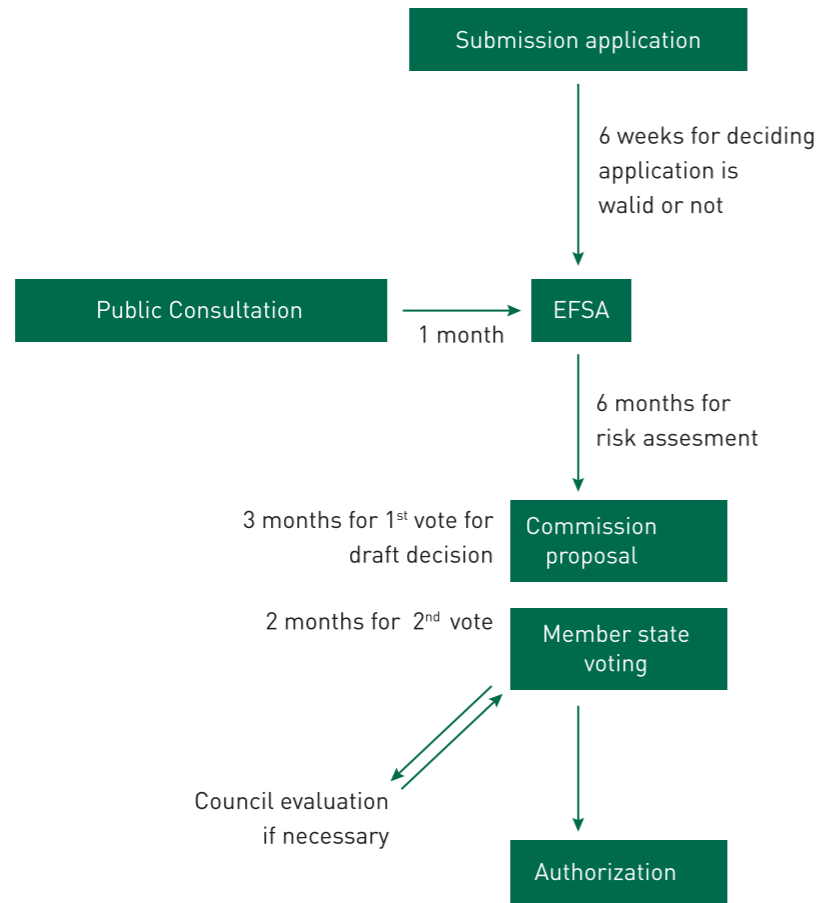 Submission application
6 weeks for deciding
application is
walid or not
Public Consultation
1 month
EFSA
6 months for
risk assesment
3 months for 1st vote for
draft decision
Commission
proposal
2 months for 2nd vote
Member state
voting
Council evaluation
if necessary
Authorization